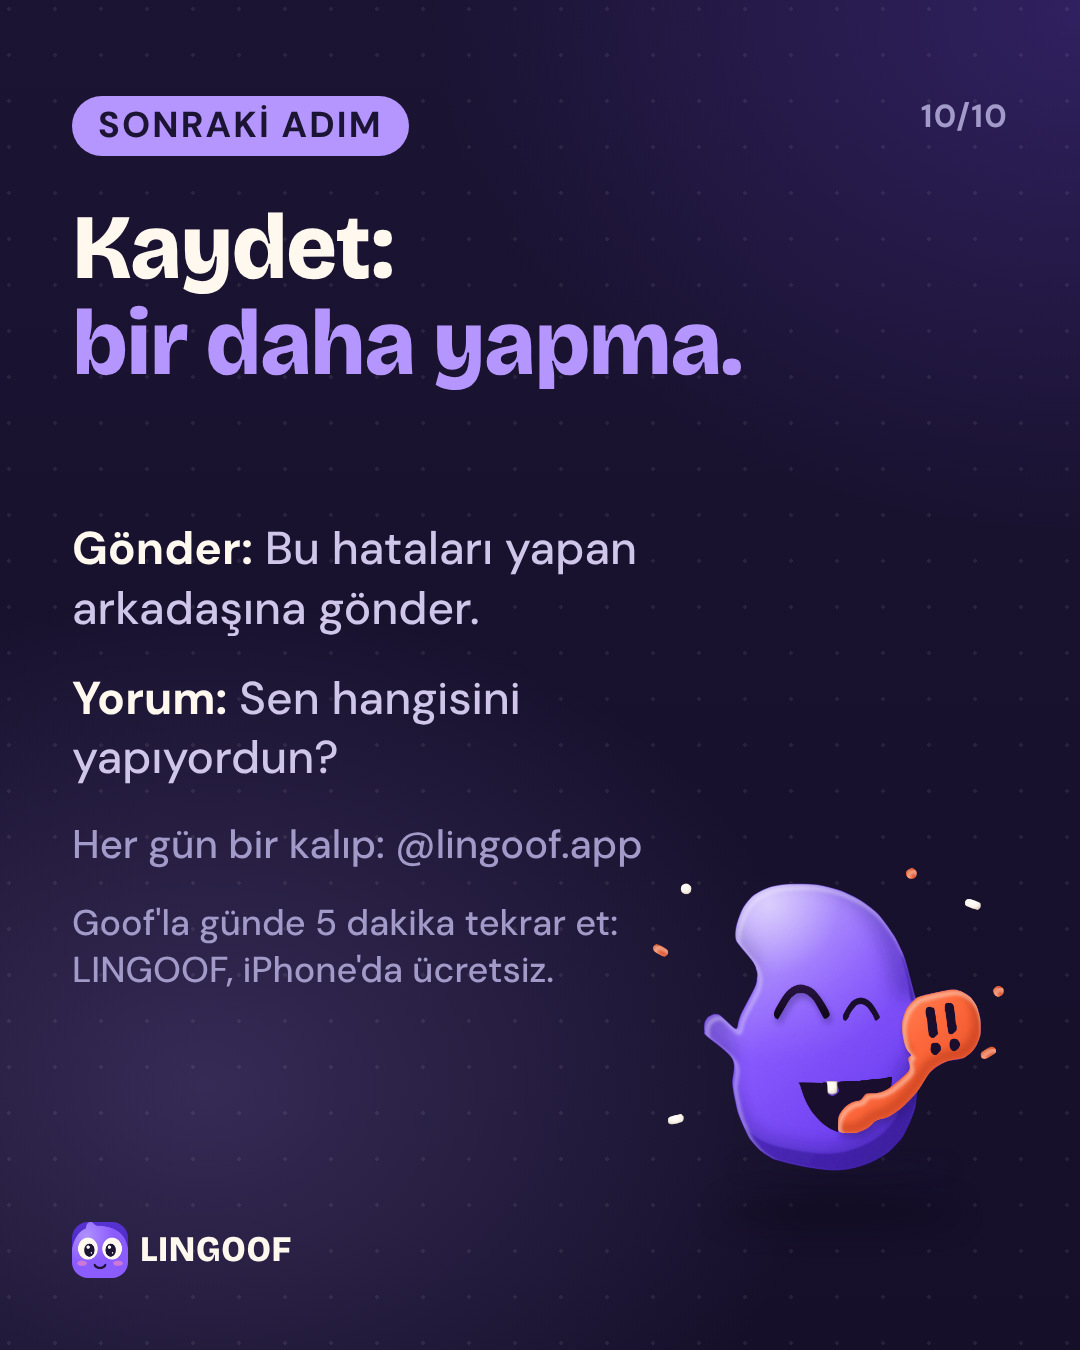 SONRAKİ ADIM
10/10
Kaydet:
bir daha yapma.
Gönder: Bu hataları yapan
arkadaşına gönder.
Yorum: Sen hangisini
yapıyordun?
Her gün bir kalıp: @lingoof.app
Goof'la günde 5 dakika tekrar et:
LINGOOF, iPhone'da ücretsiz.
!!
LINGOOF